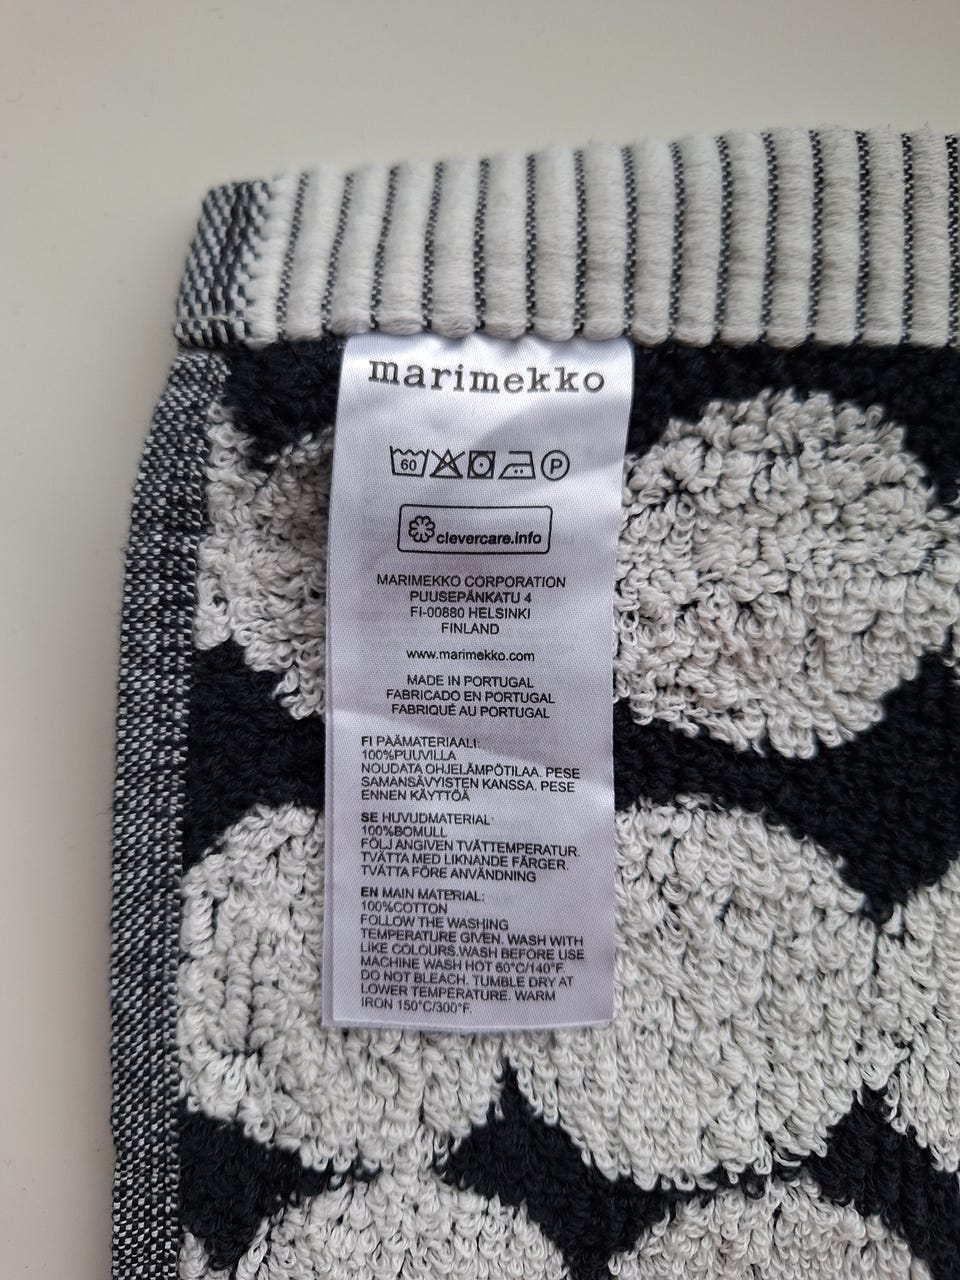 marimekko
60 P
clevercare.info
MARIMEKKO CORPORATION
PUUSEPÄNKATU 4
FI-00880 HELSINKI
FINLAND
www.marimekko.com
MADE IN PORTUGAL
FABRICADO EN PORTUGAL
FABRIQUÉ AU PORTUGAL
FI PÄÄMATERIAALI:
100%PUUVILLA
NOUDATA OHJELÄMPÖTILAA. PESE
SAMANSÄVYISTEN KANSSA. PESE
ENNEN KÄYTTÖÄ
SE HUVUDMATERIAL:
100%BOMULL
FÖLJ ANGIVEN TVÄTTEMPERATUR.
TVÄTTA MED LIKNANDE FÄRGER.
TVÄTTA FÖRE ANVÄNDNING
EN MAIN MATERIAL:
100%COTTON
FOLLOW THE WASHING
TEMPERATURE GIVEN. WASH WITH
LIKE COLOURS.WASH BEFORE USE
MACHINE WASH HOT 60°C/140°F.
DO NOT BLEACH. TUMBLE DRY AT
LOWER TEMPERATURE. WARM
IRON 150°C/300°F.